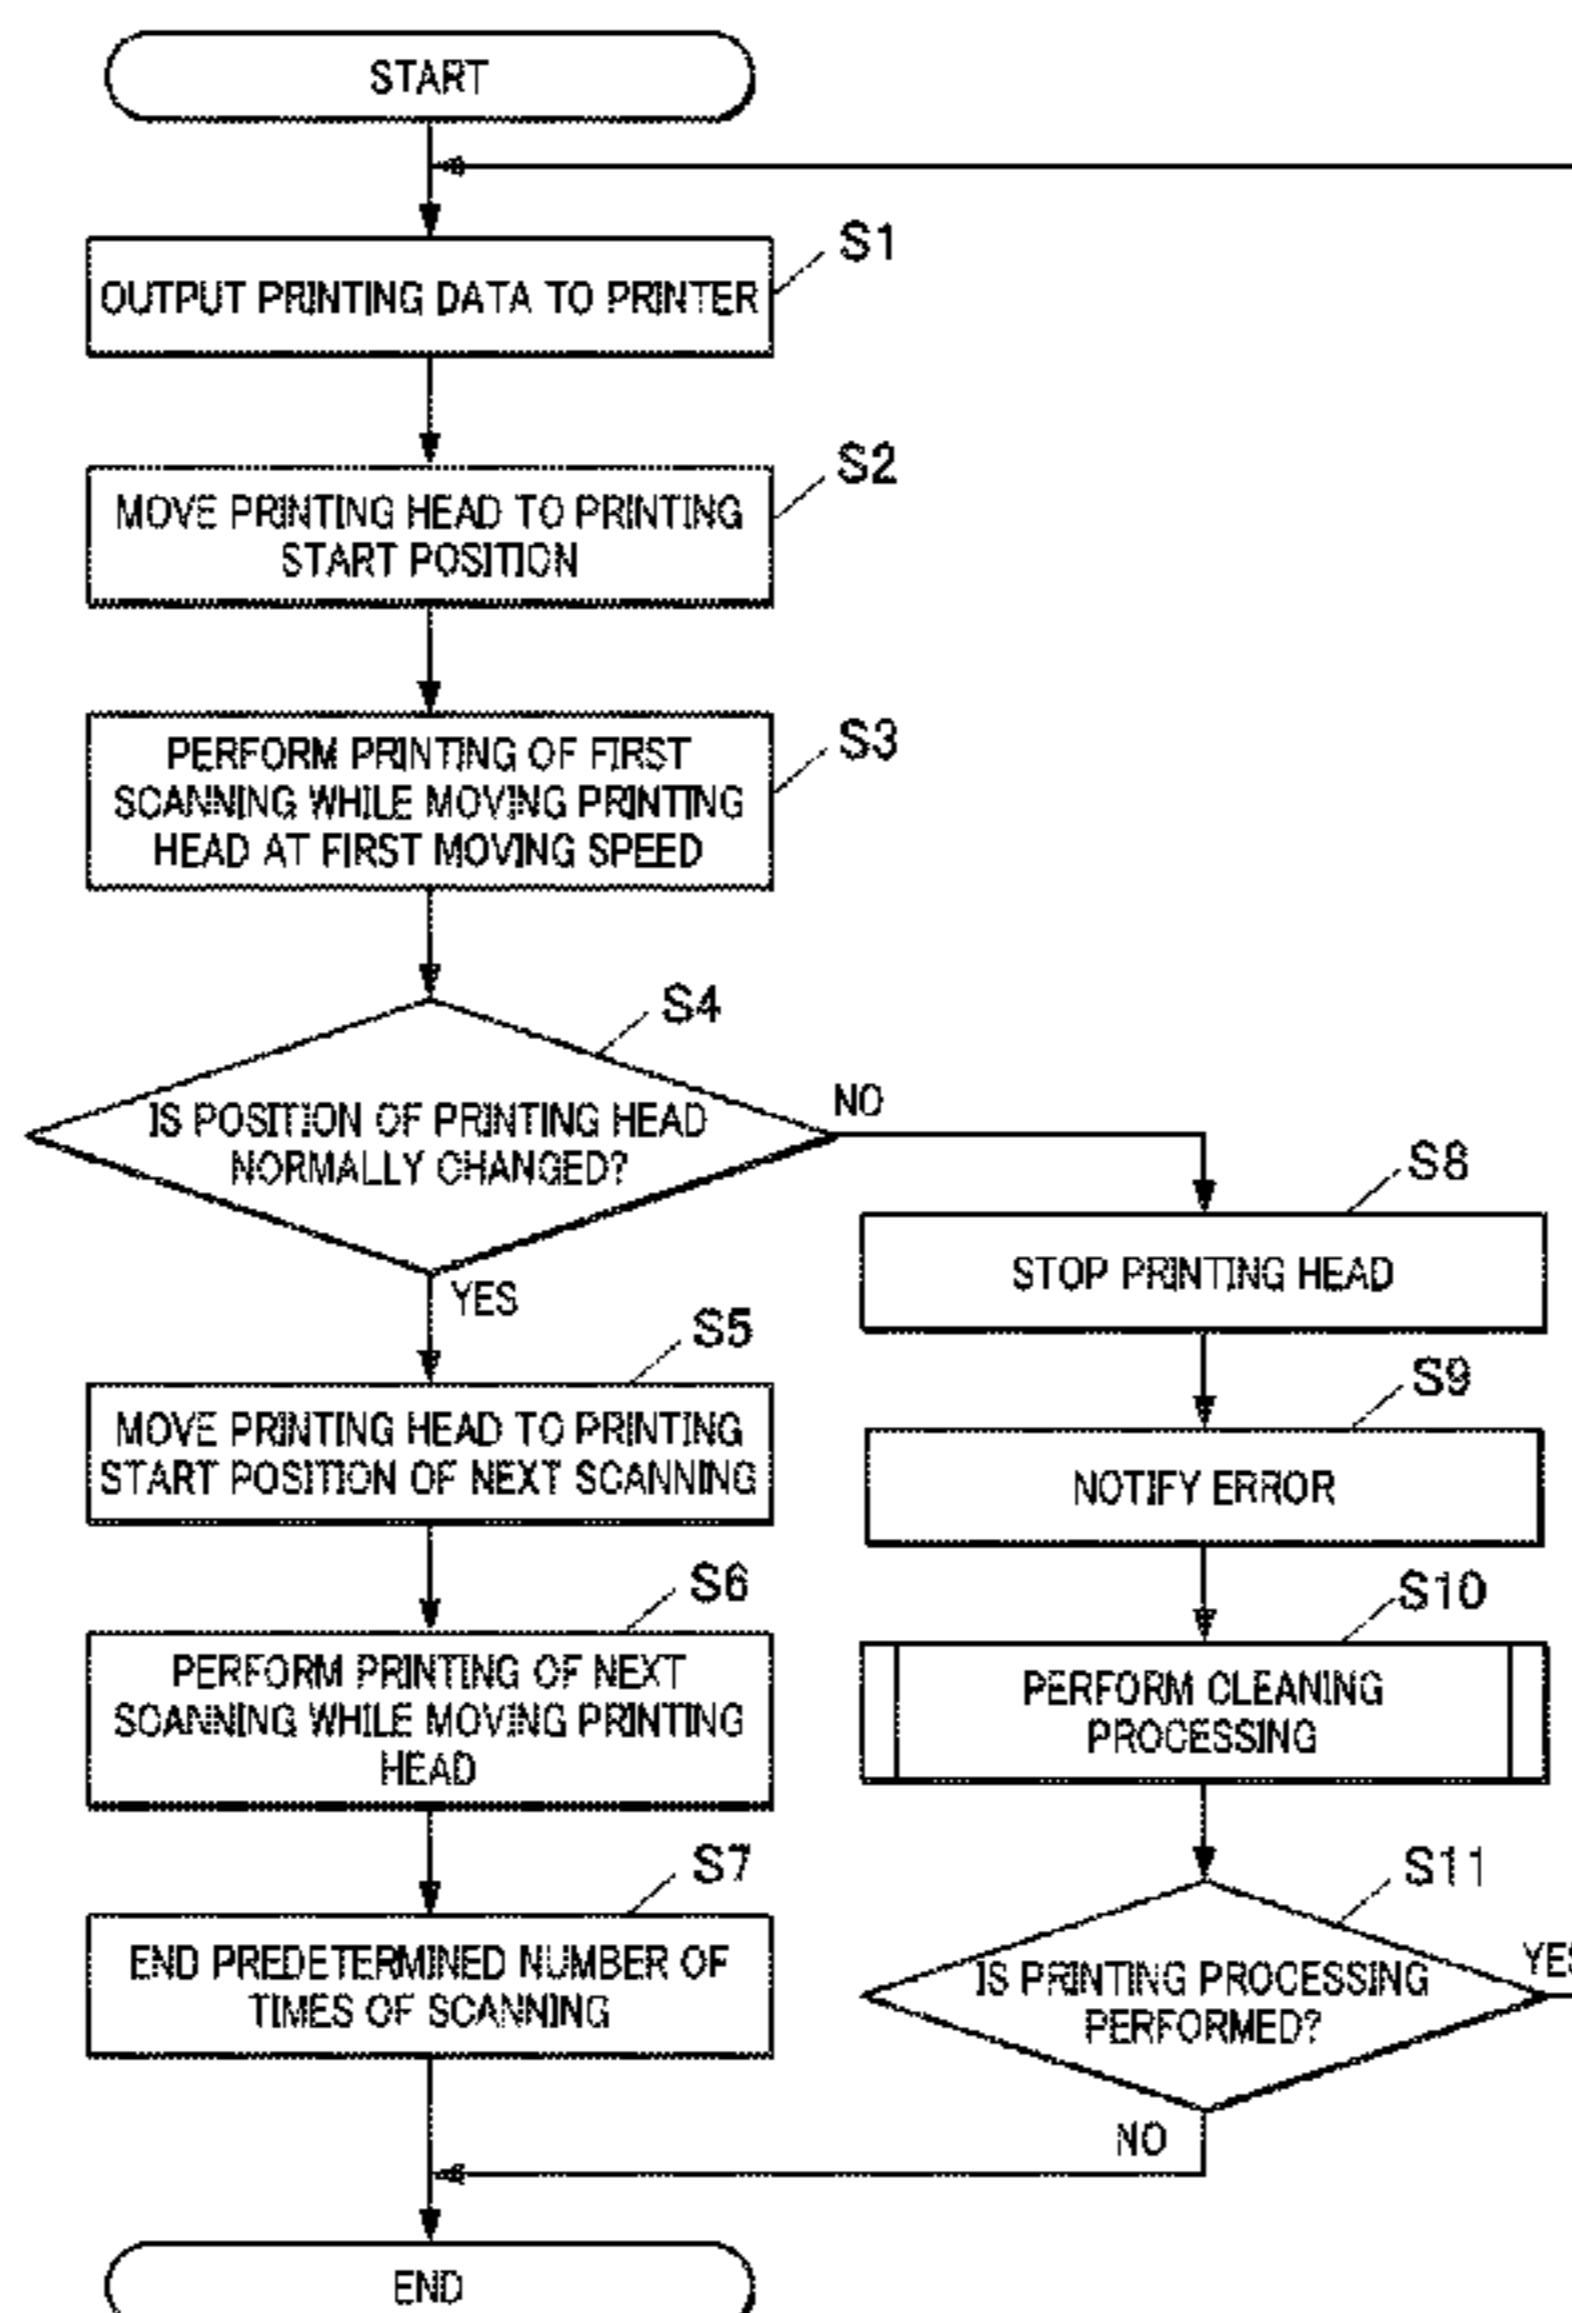 START
S1
OUTPUT PRINTING DATA TO PRINTER
S2
MOVE PRINTING HEAD TO PRINTING
START POSITION
S3
PERFORM PRINTING OF FIRST
SCANNING WHILE MOVING PRINTING
HEAD AT FIRST MOVING SPEED
S4
IS POSITION OF PRINTING HEAD
NORMALLY CHANGED?
NO
YES
S5
MOVE PRINTING HEAD TO PRINTING
START POSITION OF NEXT SCANNING
S6
PERFORM PRINTING OF NEXT
SCANNING WHILE MOVING PRINTING
HEAD
S7
END PREDETERMINED NUMBER OF
TIMES OF SCANNING
S8
STOP PRINTING HEAD
S9
NOTIFY ERROR
S10
PERFORM CLEANING
PROCESSING
S11
IS PRINTING PROCESSING
PERFORMED?
YES
NO
END